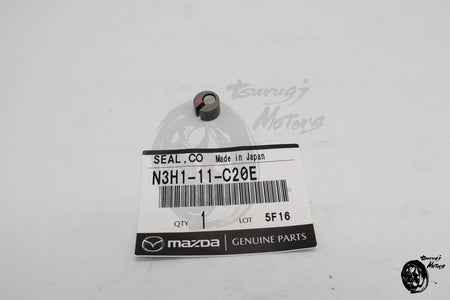 Tsurugi
Motors
SEAL,CO Made in Japan
N3H1-11-C20E
QTY 1 LOT 5F16
mazda GENUINE PARTS
Tsurugi
Motors